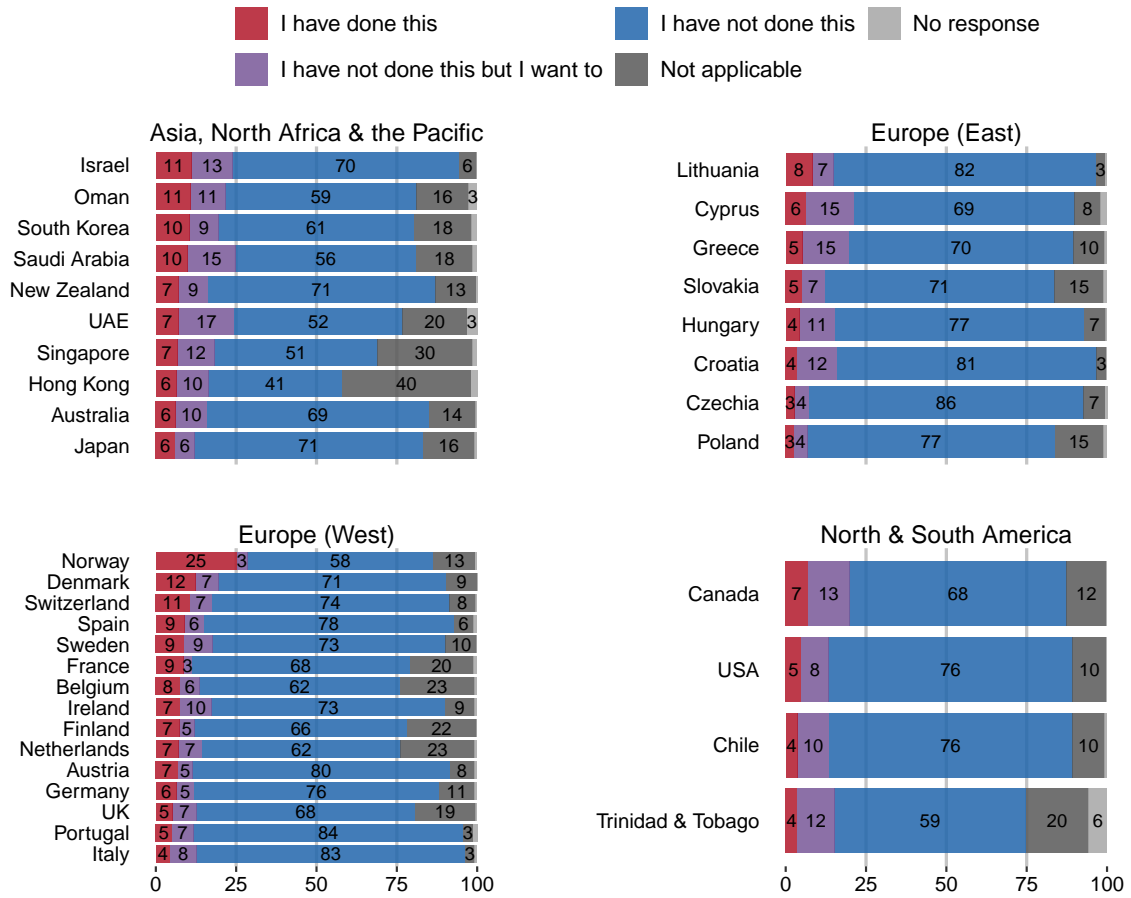 I have done this I have not done this No response
I have not done this but I want to Not applicable
Asia, North Africa & the Pacific
Israel 11 13 70 6
Oman 11 11 59 16 3
South Korea 10 9 61 18
Saudi Arabia 10 15 56 18
New Zealand 7 9 71 13
UAE 7 17 52 20 3
Singapore 7 12 51 30
Hong Kong 6 10 41 40
Australia 6 10 69 14
Japan 6 6 71 16
Europe (East)
Lithuania 8 7 82 3
Cyprus 6 15 69 8
Greece 5 15 70 10
Slovakia 5 7 71 15
Hungary 4 11 77 7
Croatia 4 12 81 3
Czechia 3 4 86 7
Poland 3 4 77 15
Europe (West)
Norway 25 3 58 13
Denmark 12 7 71 9
Switzerland 11 7 74 8
Spain 9 6 78 6
Sweden 9 9 73 10
France 9 3 68 20
Belgium 8 6 62 23
Ireland 7 10 73 9
Finland 7 5 66 22
Netherlands 7 7 62 23
Austria 7 5 80 8
Germany 6 5 76 11
UK 5 7 68 19
Portugal 5 7 84 3
Italy 4 8 83 3
0 25 50 75 100
North & South America
Canada 7 13 68 12
USA 5 8 76 10
Chile 4 10 76 10
Trinidad & Tobago 4 12 59 20 6
0 25 50 75 100